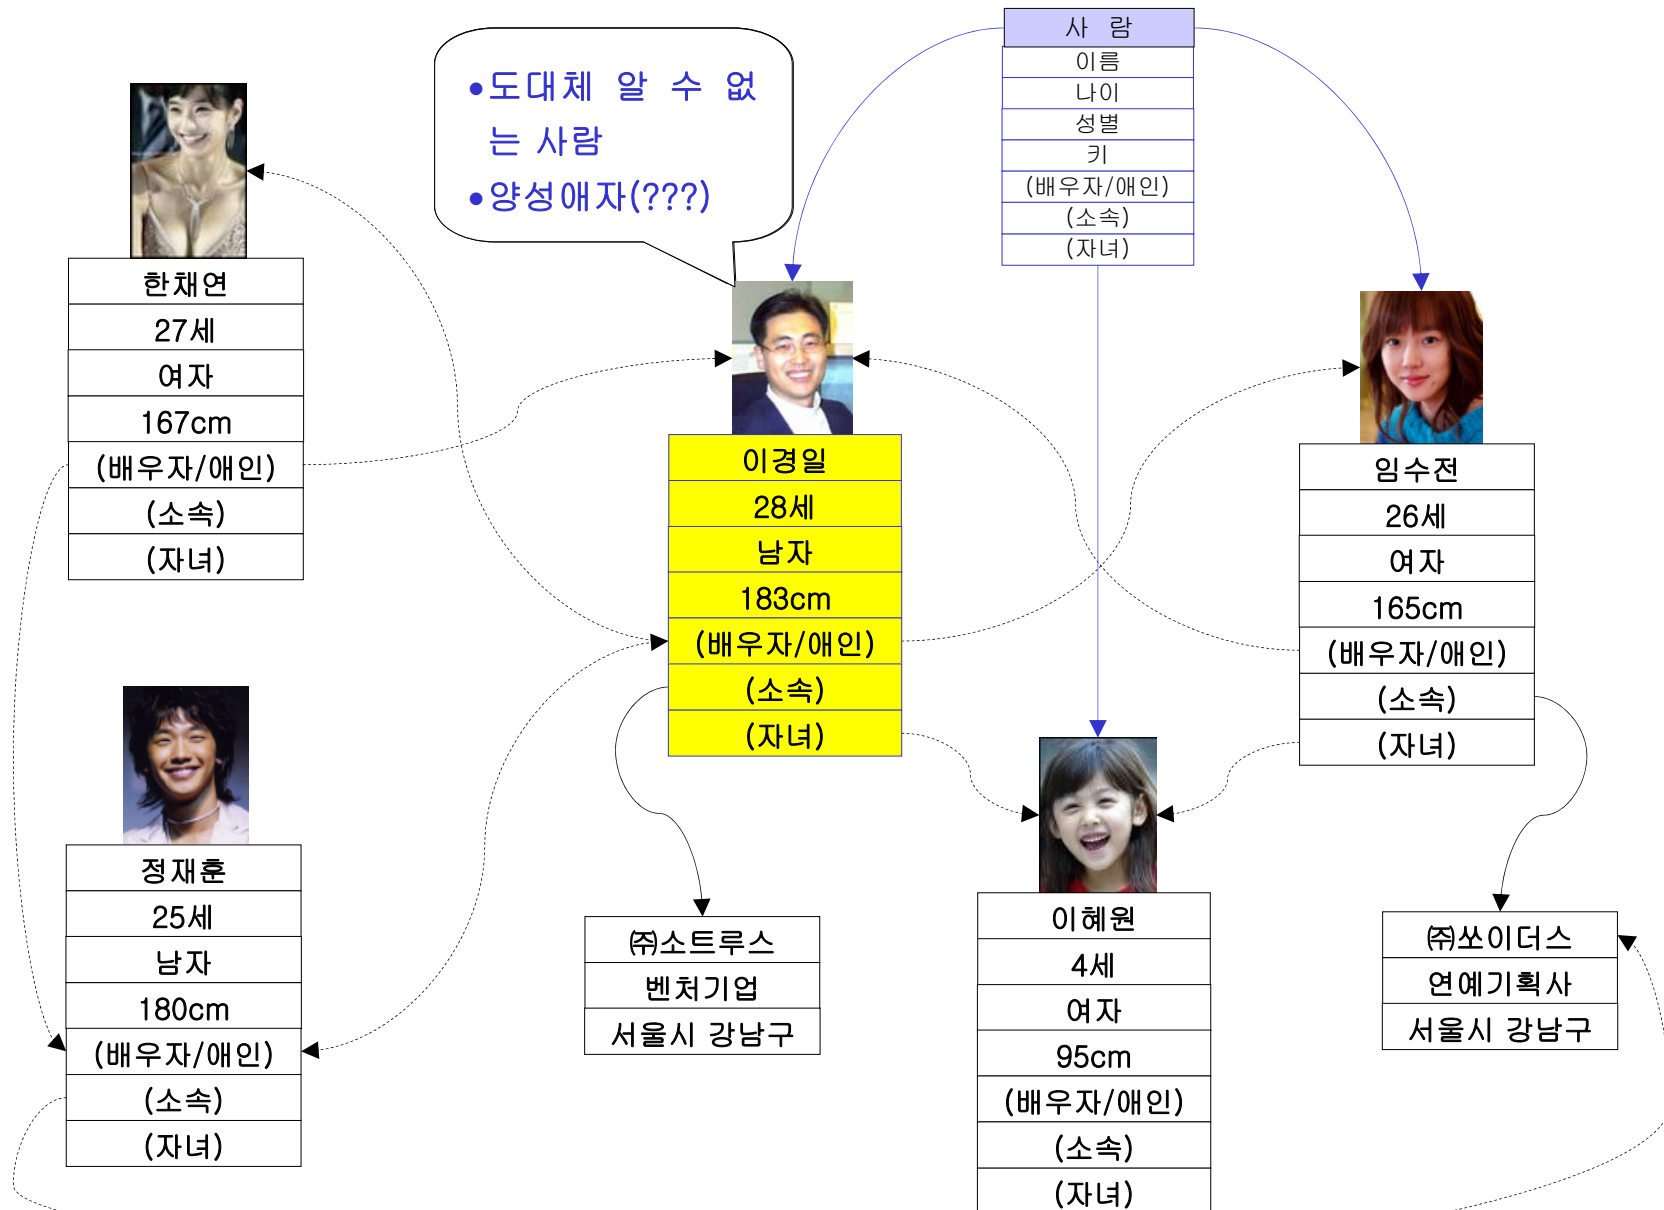 사 람
이름
나이
성별
키
(배우자/애인)
(소속)
(자녀)
•도대체 알 수 없
는 사람
•양성애자(???)
한채연
27세
여자
167cm
(배우자/애인)
(소속)
(자녀)
이경일
28세
남자
183cm
(배우자/애인)
(소속)
(자녀)
임수전
26세
여자
165cm
(배우자/애인)
(소속)
(자녀)
정재훈
25세
남자
180cm
(배우자/애인)
(소속)
(자녀)
㈜소트루스
벤처기업
서울시 강남구
이혜원
4세
여자
95cm
(배우자/애인)
(소속)
(자녀)
㈜쏘이더스
연예기획사
서울시 강남구